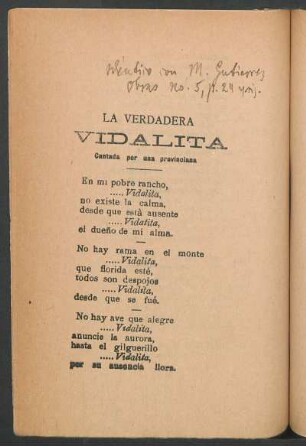 Identico con M. Gutierrez
Obras No. 5, p. 24
LA VERDADERA
VIDALITA
Cantada por una provinciana
En mi pobre rancho,
.....Vidalita,
no existe la calma,
desde que está ausente
.....Vidalita,
el dueño de mi alma.
No hay rama en el monte
.....Vidalita,
que florida esté,
todos son despojos
.....Vidalita,
desde que se fué.
No hay ave que alegre
.....Vidalita,
anuncie la aurora,
hasta el gilguerillo
.....Vidalita,
por su ausencia llora.